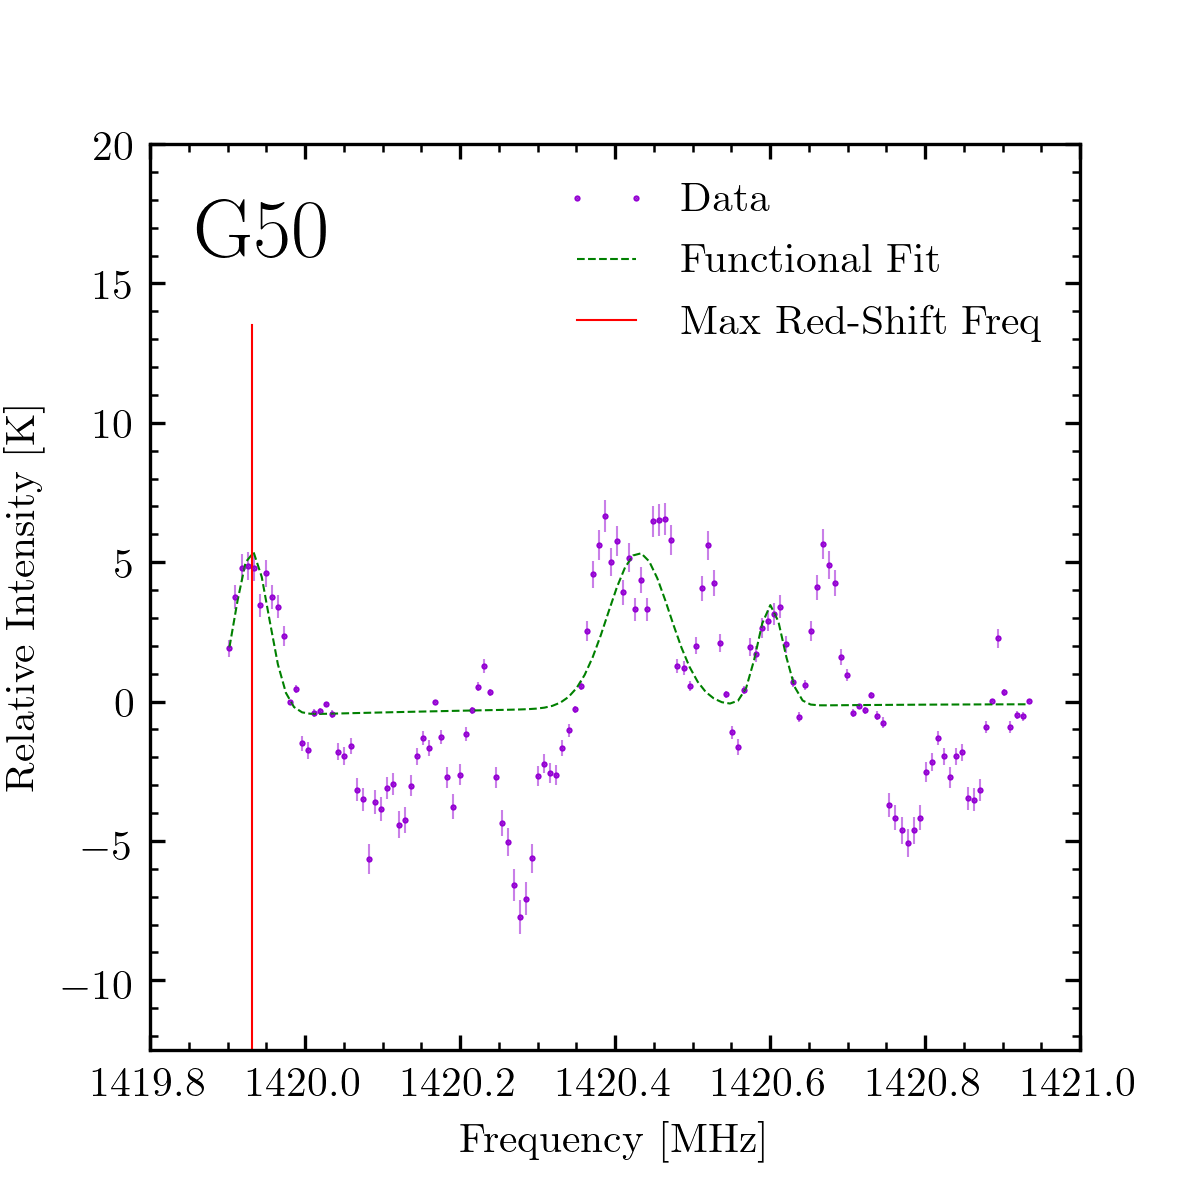 G50
Data
Functional Fit
Max Red-Shift Freq
20
15
10
5
0
−5
−10
Relative Intensity [K]
1419.8 1420.0 1420.2 1420.4 1420.6 1420.8 1421.0
Frequency [MHz]